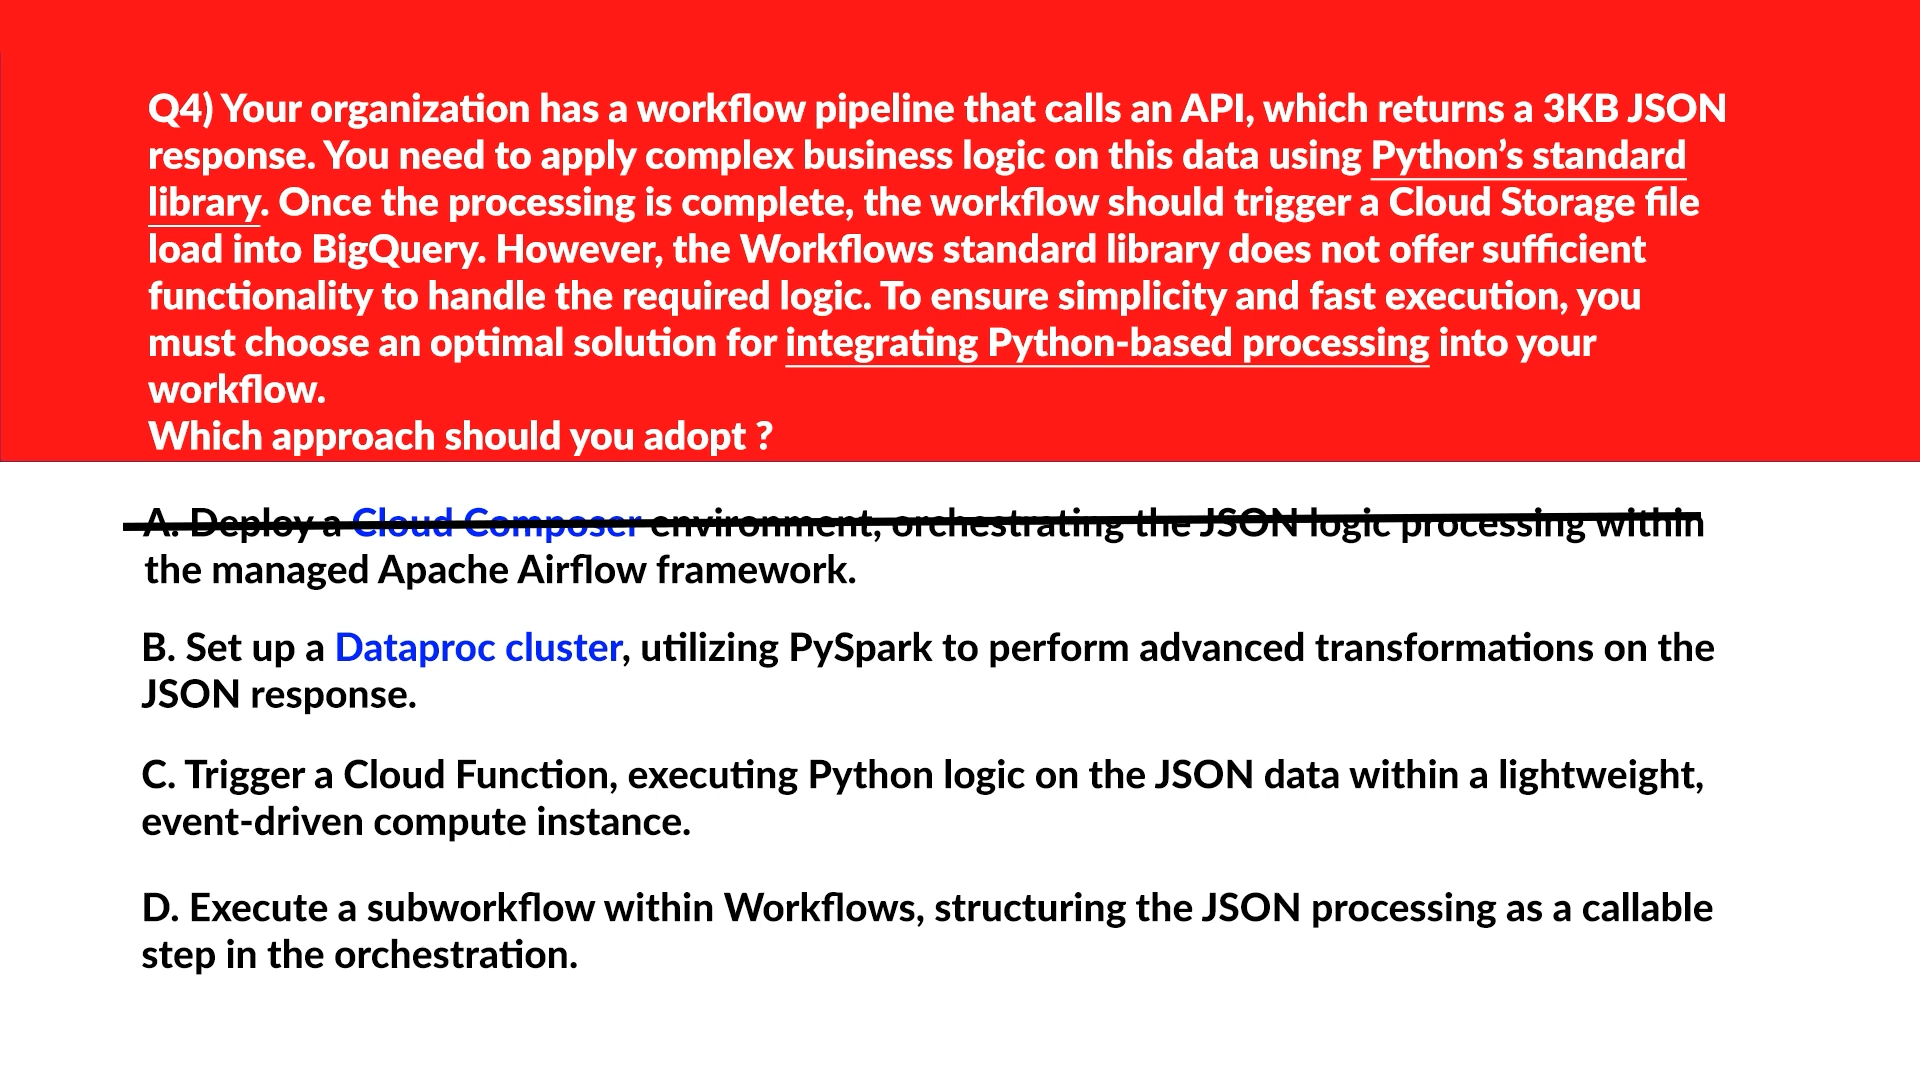 Q4) Your organization has a workflow pipeline that calls an API, which returns a 3KB JSON
response. You need to apply complex business logic on this data using Python’s standard
library. Once the processing is complete, the workflow should trigger a Cloud Storage file
load into BigQuery. However, the Workflows standard library does not offer sufficient
functionality to handle the required logic. To ensure simplicity and fast execution, you
must choose an optimal solution for integrating Python-based processing into your
workflow.
Which approach should you adopt ?
A. Deploy a Cloud Composer environment, orchestrating the JSON logic processing within
the managed Apache Airflow framework.
B. Set up a Dataproc cluster, utilizing PySpark to perform advanced transformations on the
JSON response.
C. Trigger a Cloud Function, executing Python logic on the JSON data within a lightweight,
event-driven compute instance.
D. Execute a subworkflow within Workflows, structuring the JSON processing as a callable
step in the orchestration.